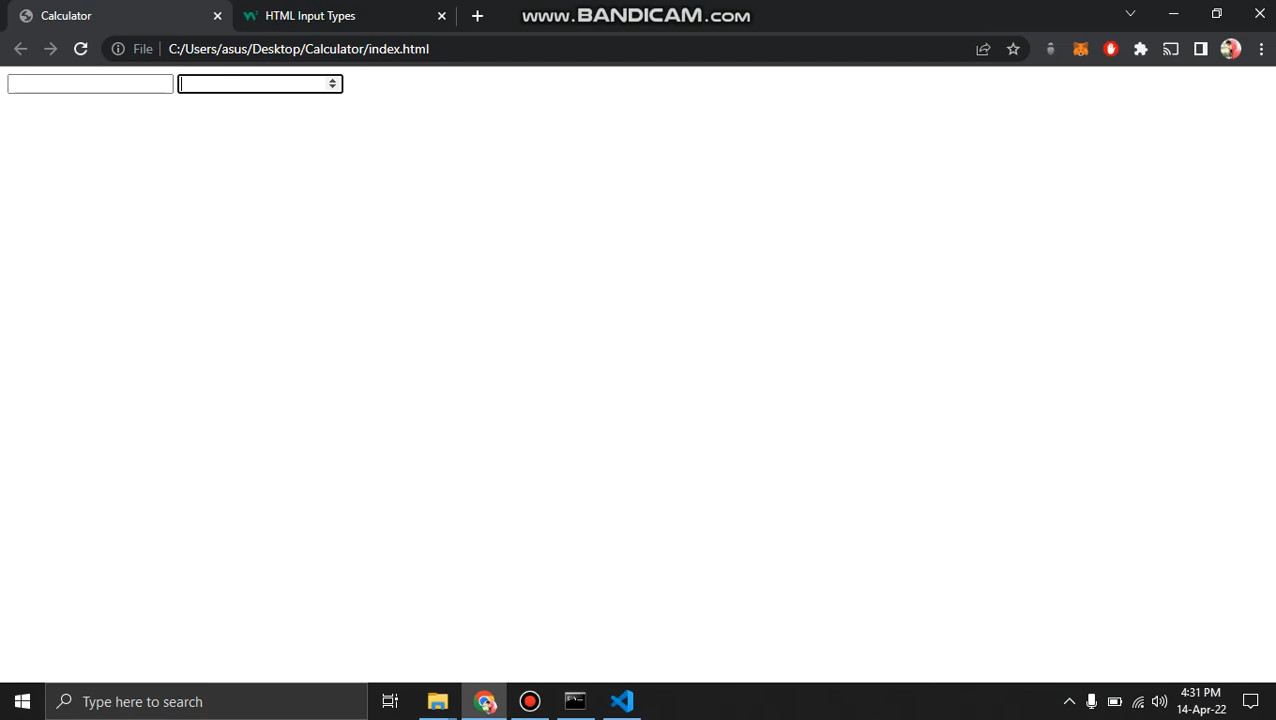 Calculator
HTML Input Types
www.BANDICAM.com
File
C:/Users/asus/Desktop/Calculator/index.html
Type here to search
4:31 PM
14-Apr-22